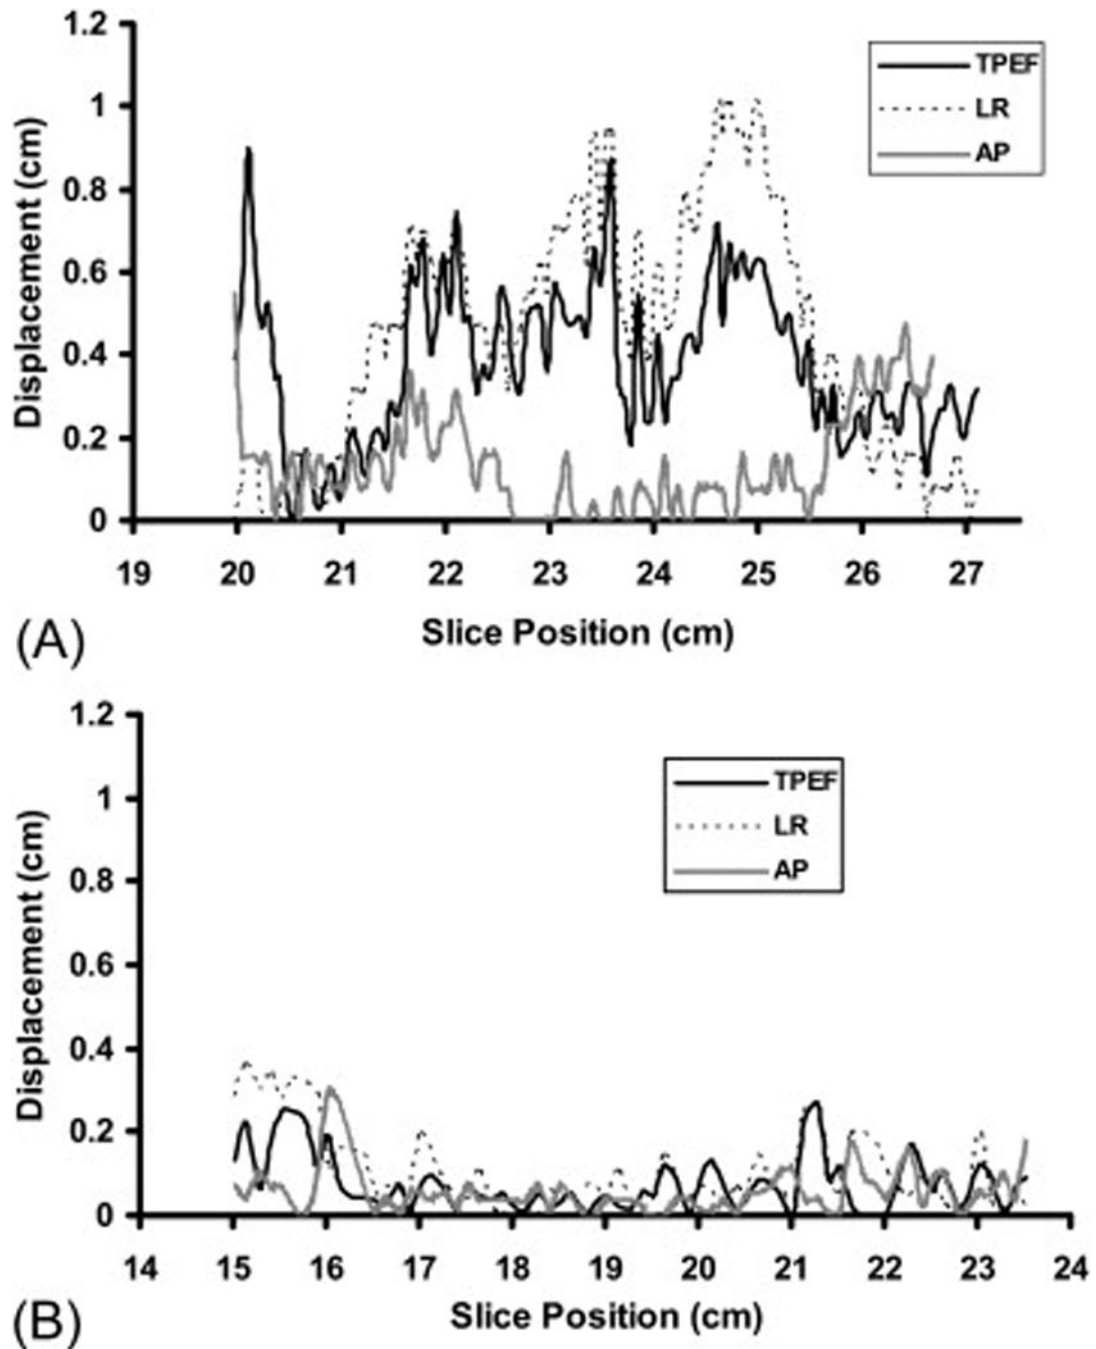 1.2
1
0.8
0.6
0.4
0.2
0
Displacement (cm)
TPEF
LR
AP
19 20 21 22 23 24 25 26 27
Slice Position (cm)
(A)
1.2
1
0.8
0.6
0.4
0.2
0
Displacement (cm)
TPEF
LR
AP
14 15 16 17 18 19 20 21 22 23 24
Slice Position (cm)
(B)